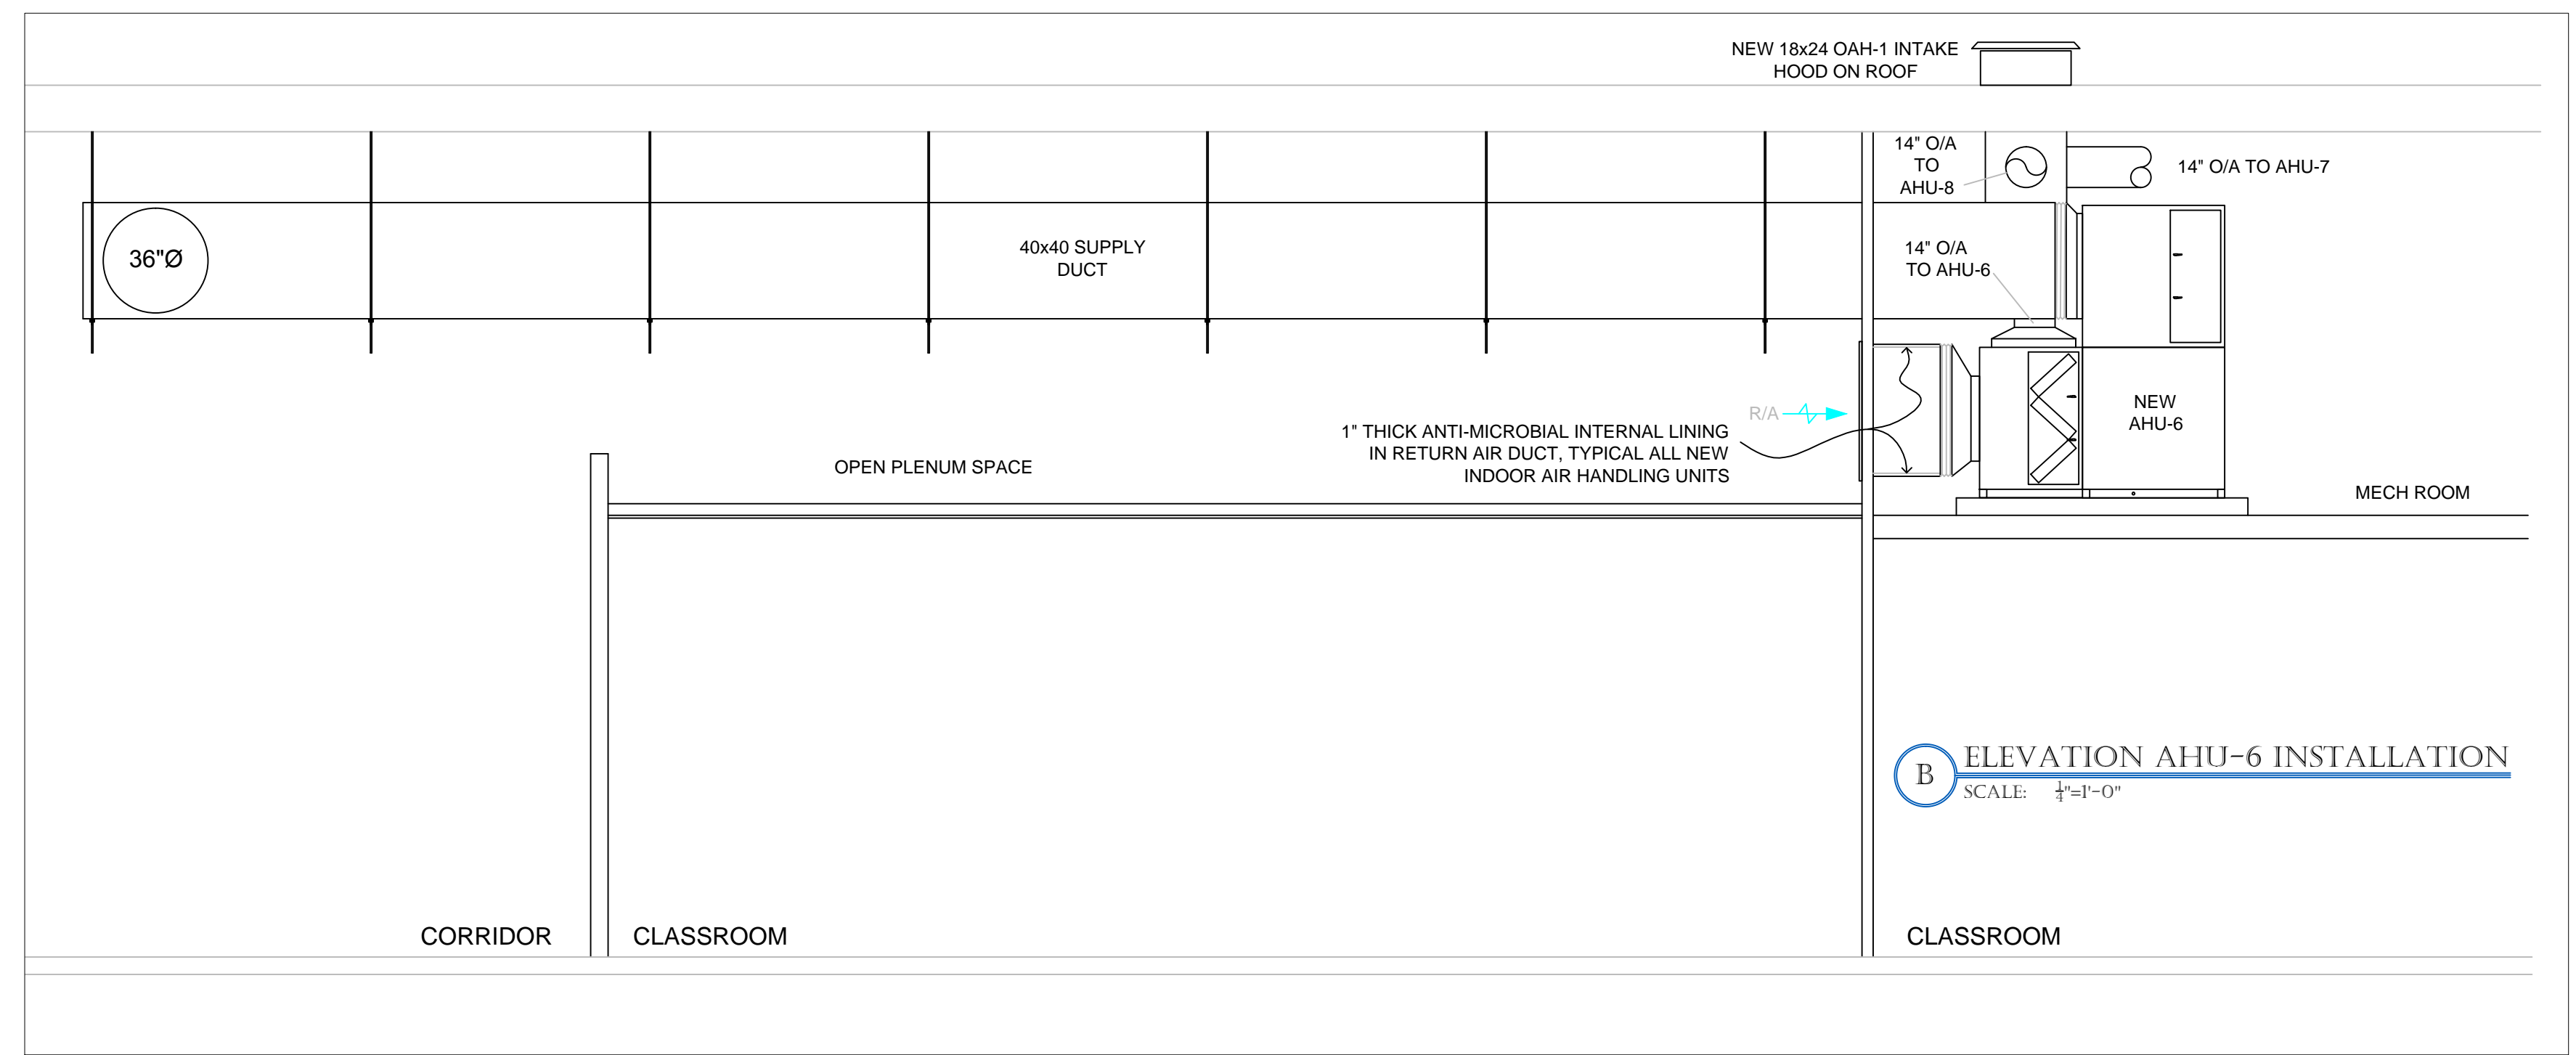 NEW 18x24 OAH-1 INTAKE
HOOD ON ROOF
14" O/A
TO
AHU-8
14" O/A TO AHU-7
36"Ø
40x40 SUPPLY
DUCT
14" O/A
TO AHU-6
R/A
NEW
AHU-6
1" THICK ANTI-MICROBIAL INTERNAL LINING
IN RETURN AIR DUCT, TYPICAL ALL NEW
INDOOR AIR HANDLING UNITS
OPEN PLENUM SPACE
MECH ROOM
B
ELEVATION AHU-6 INSTALLATION
SCALE: 1/4"=1'-0"
CORRIDOR
CLASSROOM
CLASSROOM